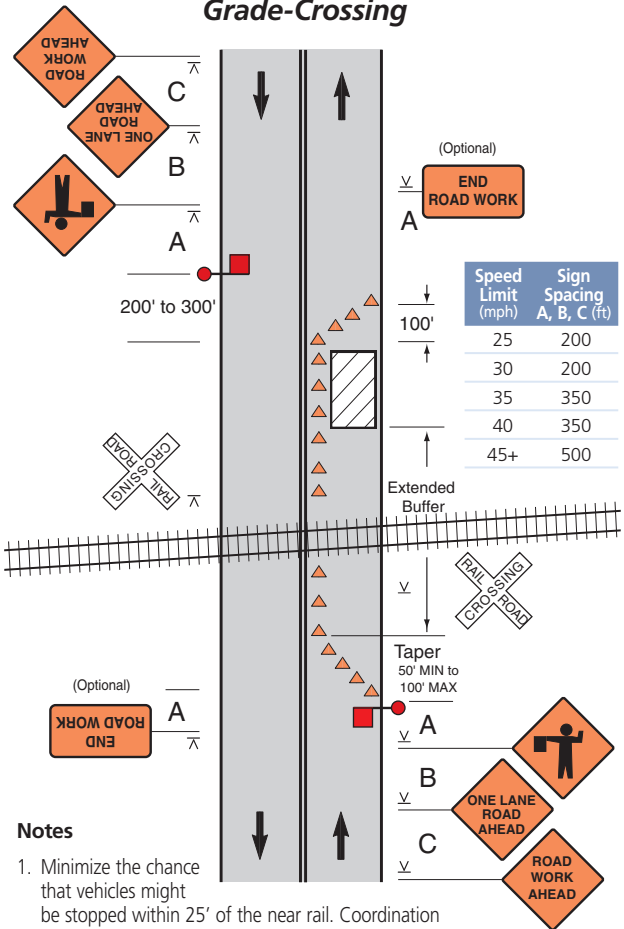 Grade-Crossing
ROAD
WORK
AHEAD
C
ONE LANE
ROAD
AHEAD
B
A
200' to 300'
(Optional)
END
ROAD WORK
A
100'
Speed Limit (mph) Sign Spacing A, B, C (ft)
25 200
30 200
35 350
40 350
45+ 500
RAIL ROAD
CROSSING
Extended
Buffer
RAIL ROAD
CROSSING
Taper
50' MIN to
100' MAX
(Optional)
END
ROAD WORK
A
A
B
ONE LANE
ROAD
AHEAD
C
ROAD
WORK
AHEAD
Notes
1. Minimize the chance
that vehicles might
be stopped within 25' of the near rail. Coordination